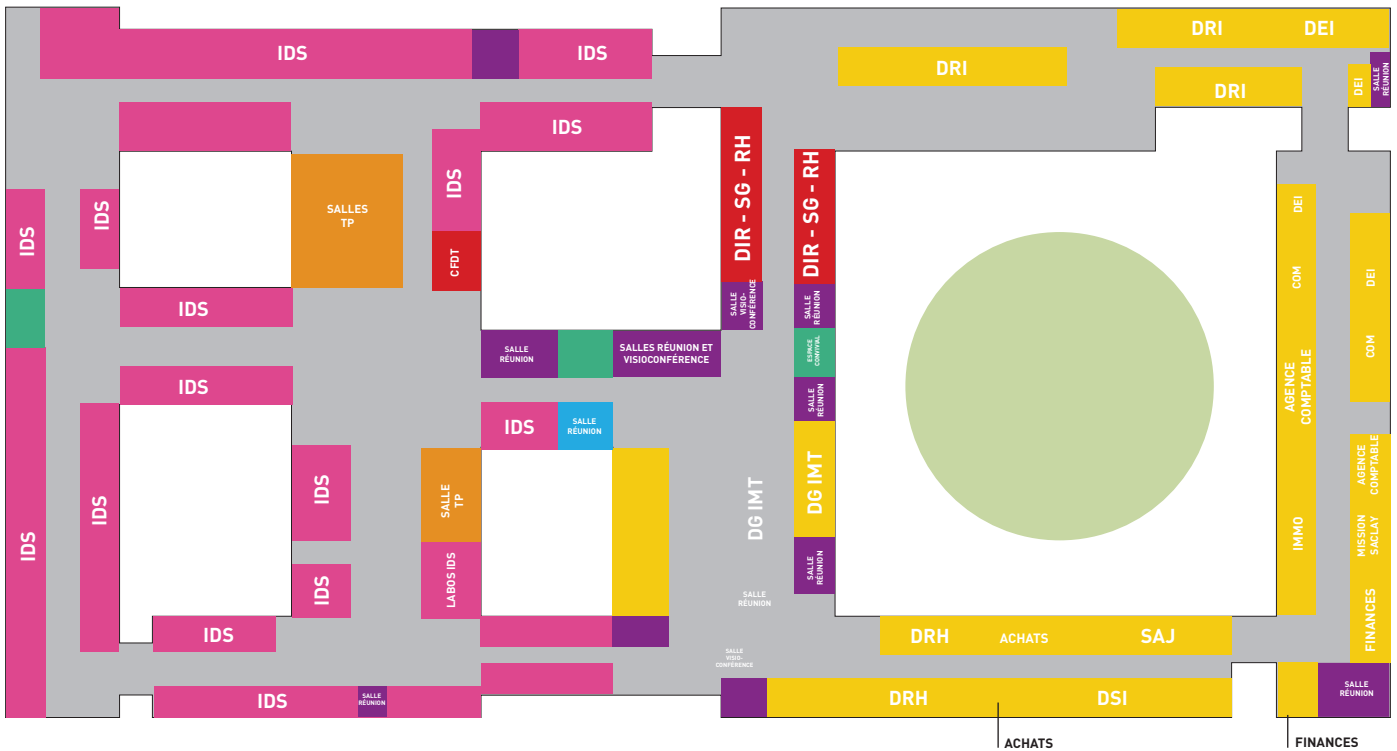 DRI
DEI
IDS
IDS
DRI
DRI
DEI
SALLE
RÉUNION
IDS
IDS
DIR - SG - RH
DIR - SG - RH
SALLES
TP
IDS
IDS
CFDT
DEI
COM
DEI
COM
SALLE
VISIO-
CONFÉRENCE
SALLE
RÉUNION
IDS
SALLE
RÉUNION
SALLES RÉUNION ET
VISIOCONFÉRENCE
ESPACE
CONVIVIAL
IDS
SALLE
RÉUNION
AGENCE
COMPTABLE
IDS
SALLE
RÉUNION
IDS
IDS
IDS
SALLE
TP
DG IMT
DG IMT
AGENCE
COMPTABLE
IMMO
MISSION
SACLAY
IDS
LABOS IDS
SALLE
RÉUNION
SALLE
RÉUNION
FINANCES
IDS
DRH
ACHATS
SAJ
SALLE
VISIO-
CONFÉRENCE
IDS
SALLE
RÉUNION
DRH
DSI
SALLE
RÉUNION
ACHATS
FINANCES